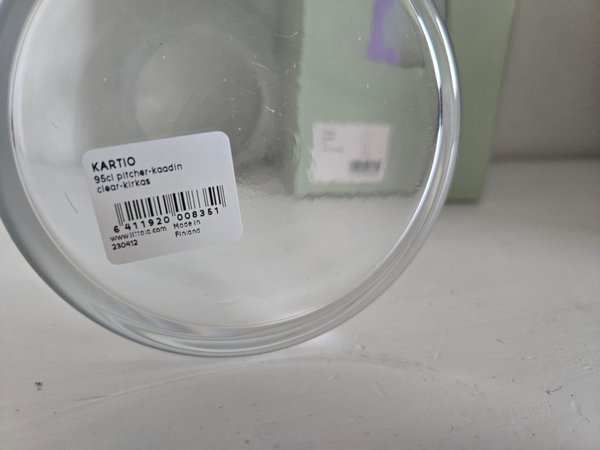 KARTIO
95cl pitcher-kaadin
clear-kirkas
6 411920 008351
www.iittala.com Made in
230412 Finland